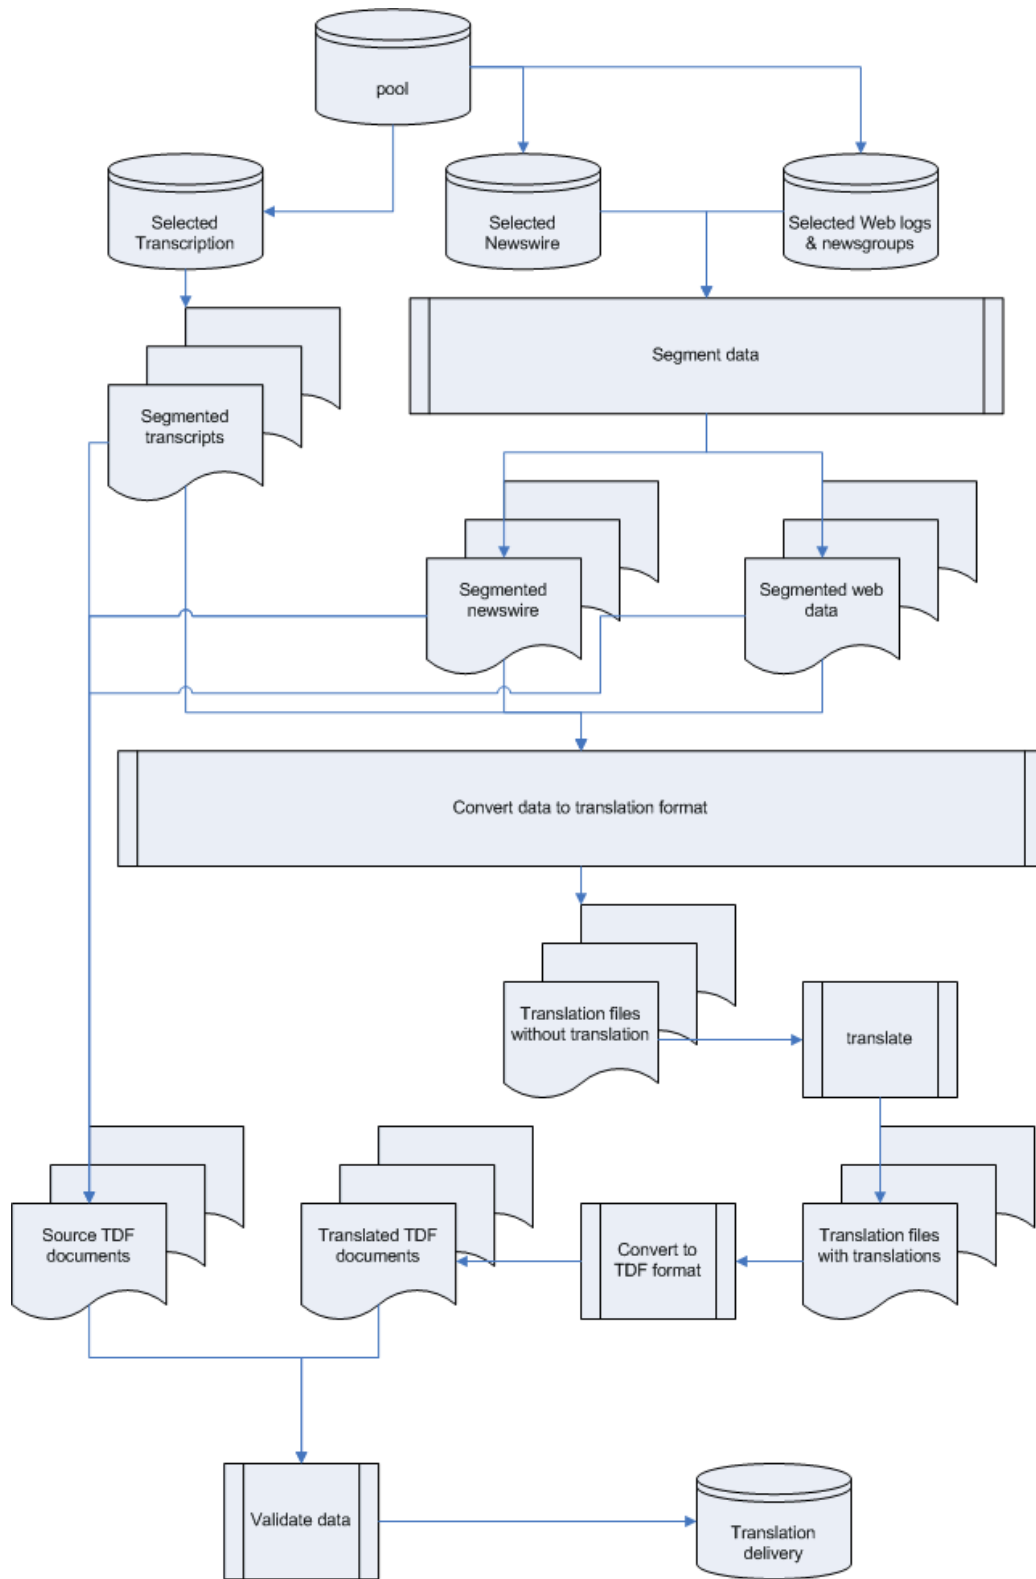 pool
Selected
Transcription
Selected
Newswire
Selected Web logs
& newsgroups
Segment data
Segmented
transcripts
Segmented
newswire
Segmented web
data
Convert data to translation format
Translation files
without translation
translate
Source TDF
documents
Translated TDF
documents
Convert to
TDF format
Translation files
with translations
Validate data
Translation
delivery